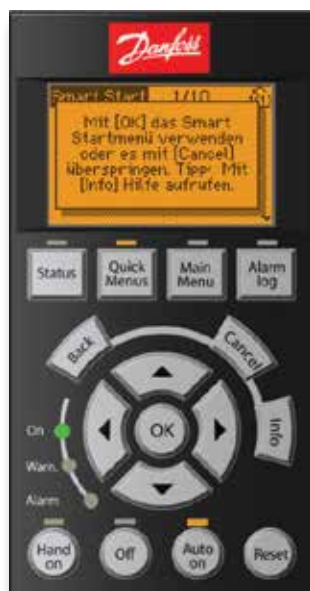 Danfoss
Smart Start 1/10
Mit [OK] das Smart
Startmenü verwenden
oder es mit [Cancel]
überspringen. Tipp: Mit
[Info] Hilfe aufrufen.
Status
Quick
Menus
Main
Menu
Alarm
log
Back
Cancel
Info
OK
On
Warn.
Alarm
Hand
on
Off
Auto
on
Reset